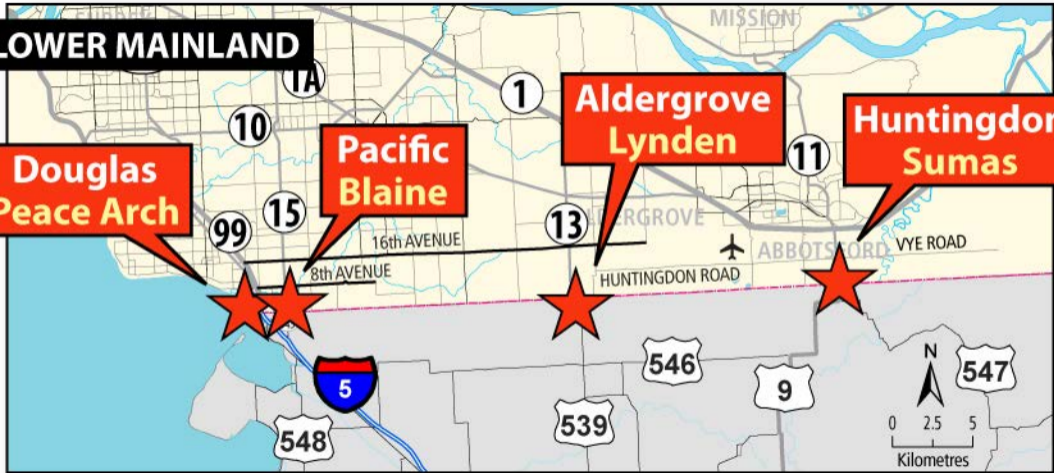 LOWER MAINLAND
MISSION
1A
1
10
Aldergrove
Lynden
Huntingdon
Sumas
Douglas
Peace Arch
Pacific
Blaine
11
15
99
13
ALDERGROVE
16th AVENUE
8th AVENUE
ABBOTSFORD
VYE ROAD
HUNTINGDON ROAD
5
546
9
547
548
539
N
0 2.5 5
Kilometres